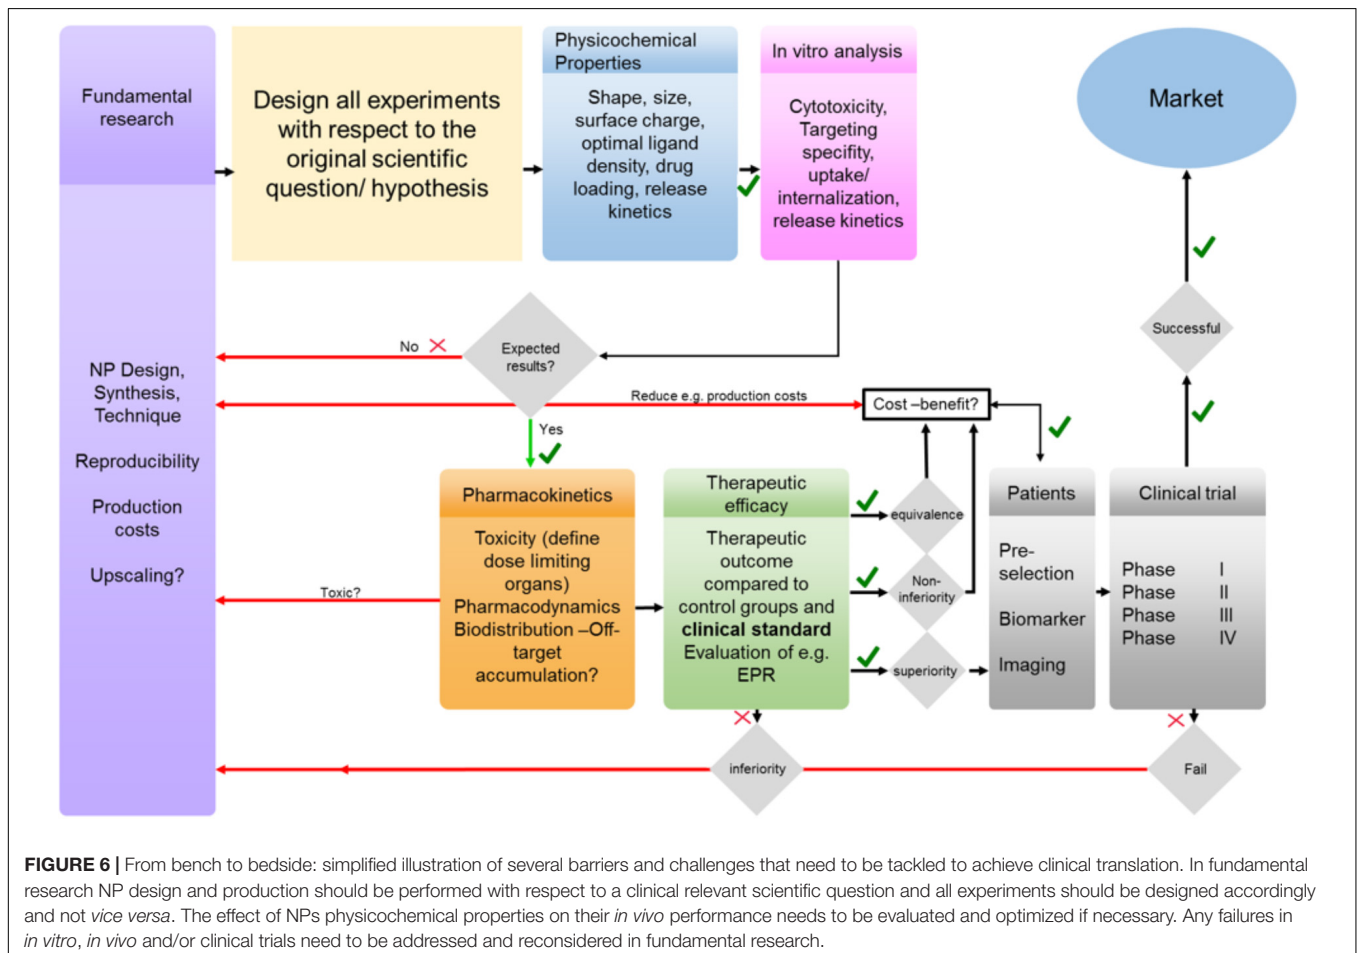 Fundamental
research
NP Design,
Synthesis,
Technique
Reproducibility
Production
costs
Upscaling?
Design all experiments
with respect to the
original scientific
question/ hypothesis
Physicochemical
Properties
Shape, size,
surface charge,
optimal ligand
density, drug
loading, release
kinetics
In vitro analysis
Cytotoxicity,
Targeting
specifity,
uptake/
internalization,
release kinetics
Market
Successful
No
Expected
results?
Reduce e.g. production costs
Cost –benefit?
Yes
Pharmacokinetics
Toxicity (define
dose limiting
organs)
Pharmacodynamics
Biodistribution –Off-
target
accumulation?
Toxic?
Therapeutic
efficacy
Therapeutic
outcome
compared to
control groups and
clinical standard
Evaluation of e.g.
EPR
equivalence
Non-
inferiority
superiority
Patients
Pre-
selection
Biomarker
Imaging
Clinical trial
Phase I
Phase II
Phase III
Phase IV
inferiority
Fail
FIGURE 6 | From bench to bedside: simplified illustration of several barriers and challenges that need to be tackled to achieve clinical translation. In fundamental
research NP design and production should be performed with respect to a clinical relevant scientific question and all experiments should be designed accordingly
and not vice versa. The effect of NPs physicochemical properties on their in vivo performance needs to be evaluated and optimized if necessary. Any failures in
in vitro, in vivo and/or clinical trials need to be addressed and reconsidered in fundamental research.